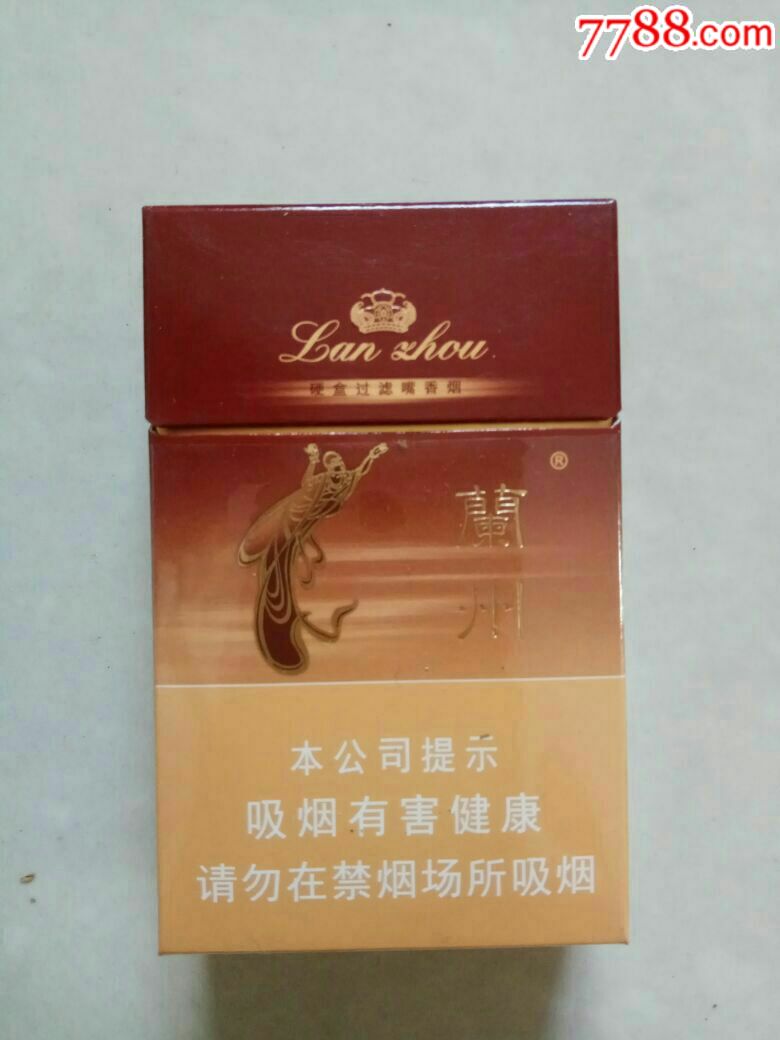 7788.com
Lan zhou
硬盒过滤嘴香烟
®
蘭
州
本公司提示
吸烟有害健康
请勿在禁烟场所吸烟